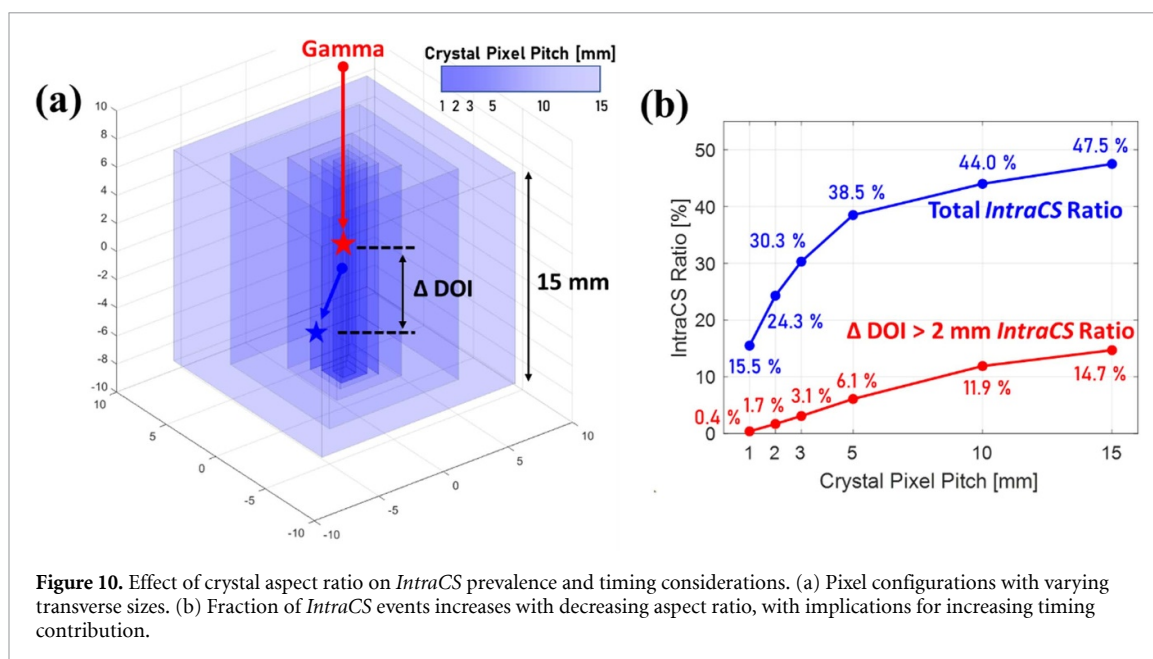 (a)
Gamma
Crystal Pixel Pitch [mm]
1 2 3 5 10 15
10
8
6
4
2
0
-2
-4
-6
-8
-10
Δ DOI
15 mm
10
5
0
-5
-10
-10
-5
0
5
10
(b)
IntraCS Ratio [%]
50
40
30
20
10
0
15.5 %
24.3 %
30.3 %
38.5 %
44.0 %
47.5 %
Total IntraCS Ratio
Δ DOI > 2 mm IntraCS Ratio
0.4 %
1.7 %
3.1 %
6.1 %
11.9 %
14.7 %
1 2 3 5 10 15
Crystal Pixel Pitch [mm]
Figure 10. Effect of crystal aspect ratio on IntraCS prevalence and timing considerations. (a) Pixel configurations with varying
transverse sizes. (b) Fraction of IntraCS events increases with decreasing aspect ratio, with implications for increasing timing
contribution.